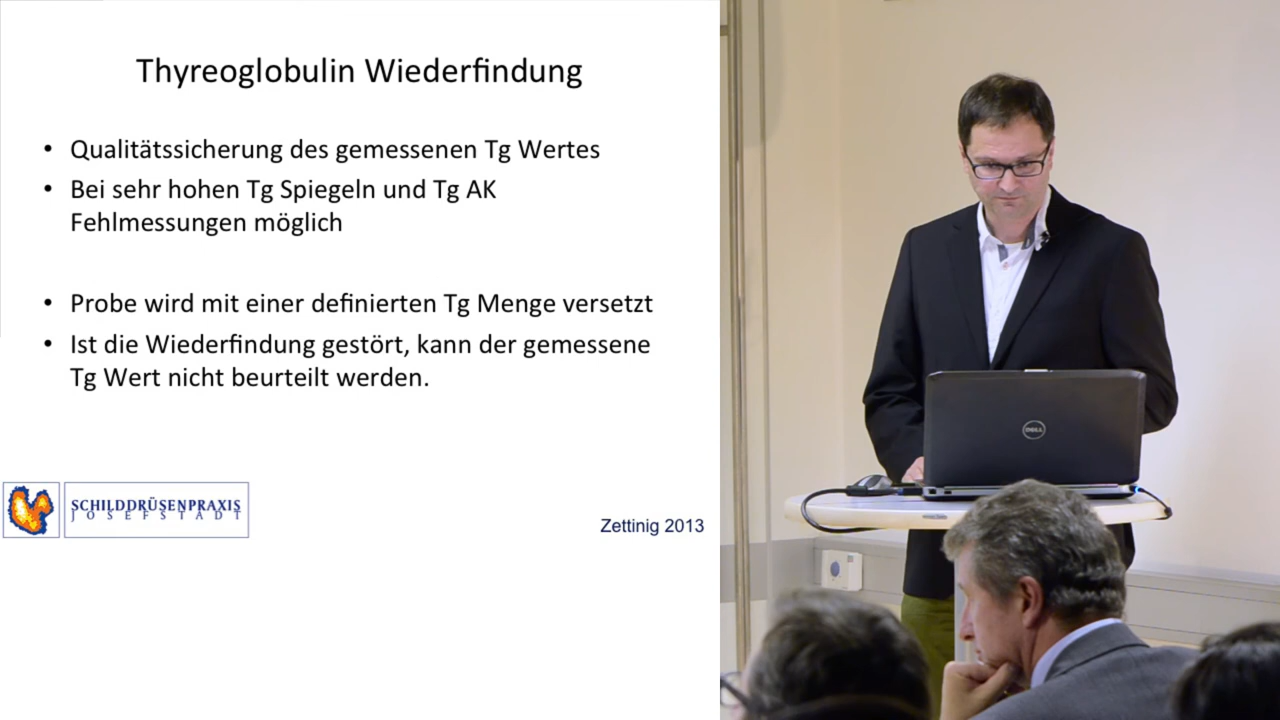 Thyreoglobulin Wiederfindung
• Qualitätssicherung des gemessenen Tg Wertes
• Bei sehr hohen Tg Spiegeln und Tg AK
Fehlmessungen möglich
• Probe wird mit einer definierten Tg Menge versetzt
• Ist die Wiederfindung gestört, kann der gemessene
Tg Wert nicht beurteilt werden.
SCHILDDRÜSENPRAXIS
JOSEFSTADT
Zettinig 2013
DELL